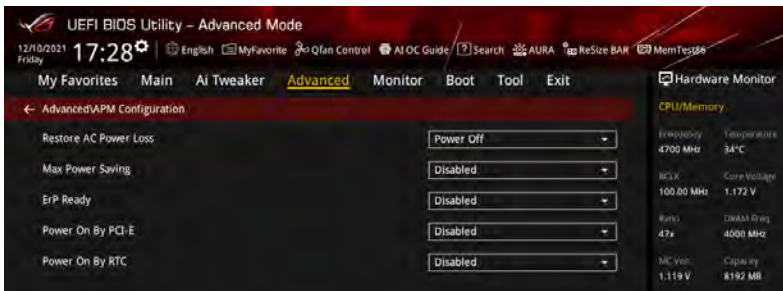 UEFI BIOS Utility – Advanced Mode
12/10/2021 Friday 17:28 English MyFavorite Qfan Control AI OC Guide ? Search AURA ReSize BAR MemTest86
My Favorites Main Ai Tweaker Advanced Monitor Boot Tool Exit Hardware Monitor
← Advanced\APM Configuration
CPU/Memory
Restore AC Power Loss Power Off
Frequency Temperature
4700 MHz 34°C
Max Power Saving Disabled
BCLK Core Voltage
100.00 MHz 1.172 V
ErP Ready Disabled
Power On By PCI-E Disabled
Ratio DRAM Freq.
47x 4000 MHz
Power On By RTC Disabled
MC Volt. Capacity
1.119 V 8192 MB